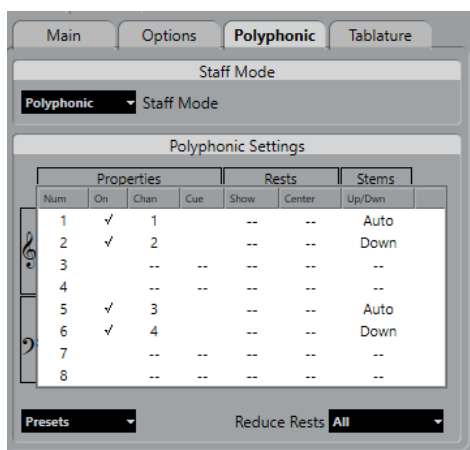 Main Options Polyphonic Tablature
Staff Mode
Polyphonic Staff Mode
Polyphonic Settings
Properties Rests Stems
Num On Chan Cue Show Center Up/Dwn
1 ✓ 1 -- -- Auto
2 ✓ 2 -- -- Down
3 -- -- -- -- --
4 -- -- -- -- --
5 ✓ 3 -- -- Auto
6 ✓ 4 -- -- Down
7 -- -- -- -- --
8 -- -- -- -- --
Presets Reduce Rests All